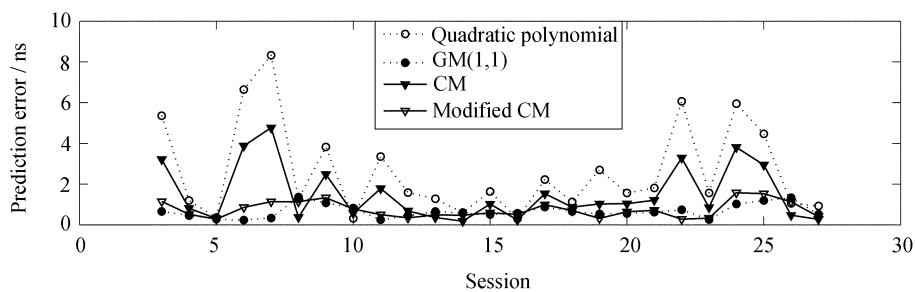 10
8
6
4
2
0
Prediction error / ns
Quadratic polynomial
GM(1,1)
CM
Modified CM
0 5 10 15 20 25 30
Session